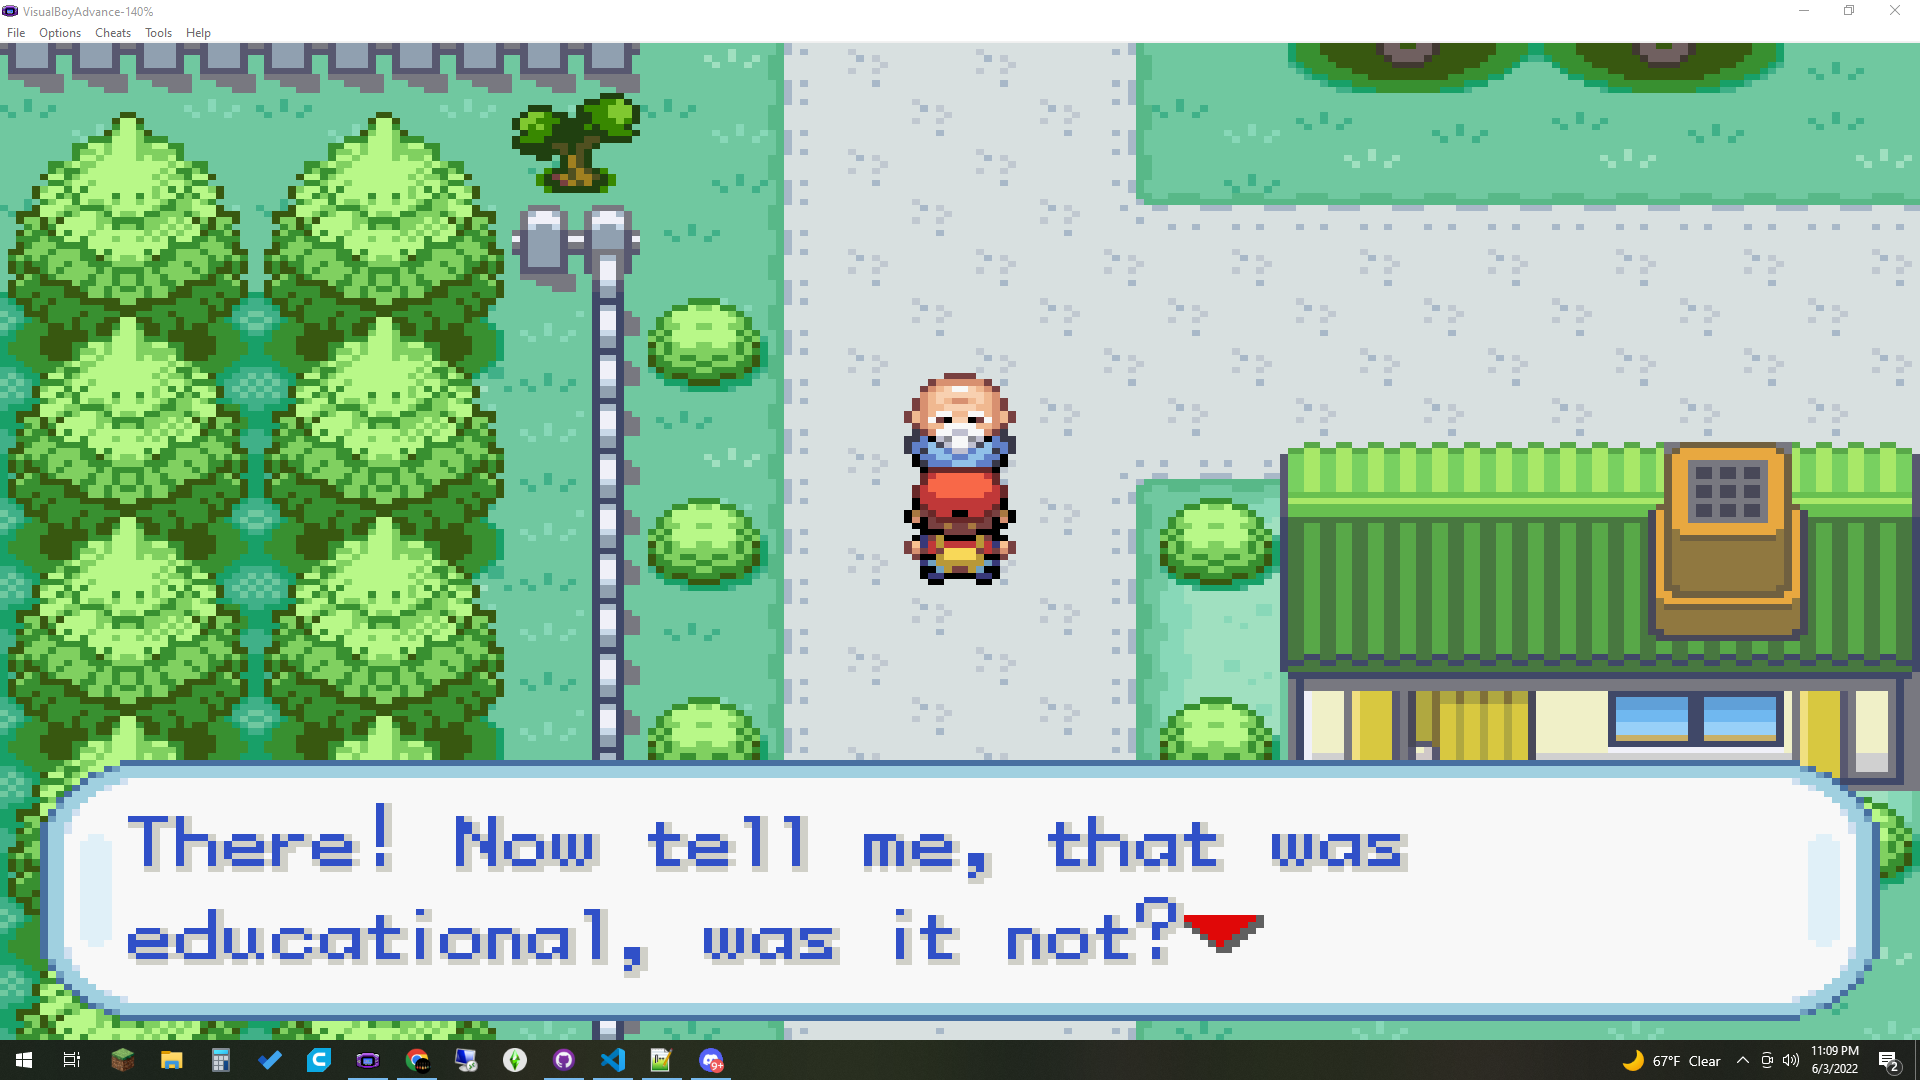 VisualBoyAdvance-140%
File Options Cheats Tools Help
There! Now tell me, that was
educational, was it not?
67°F Clear
11:09 PM
6/3/2022
9+
2